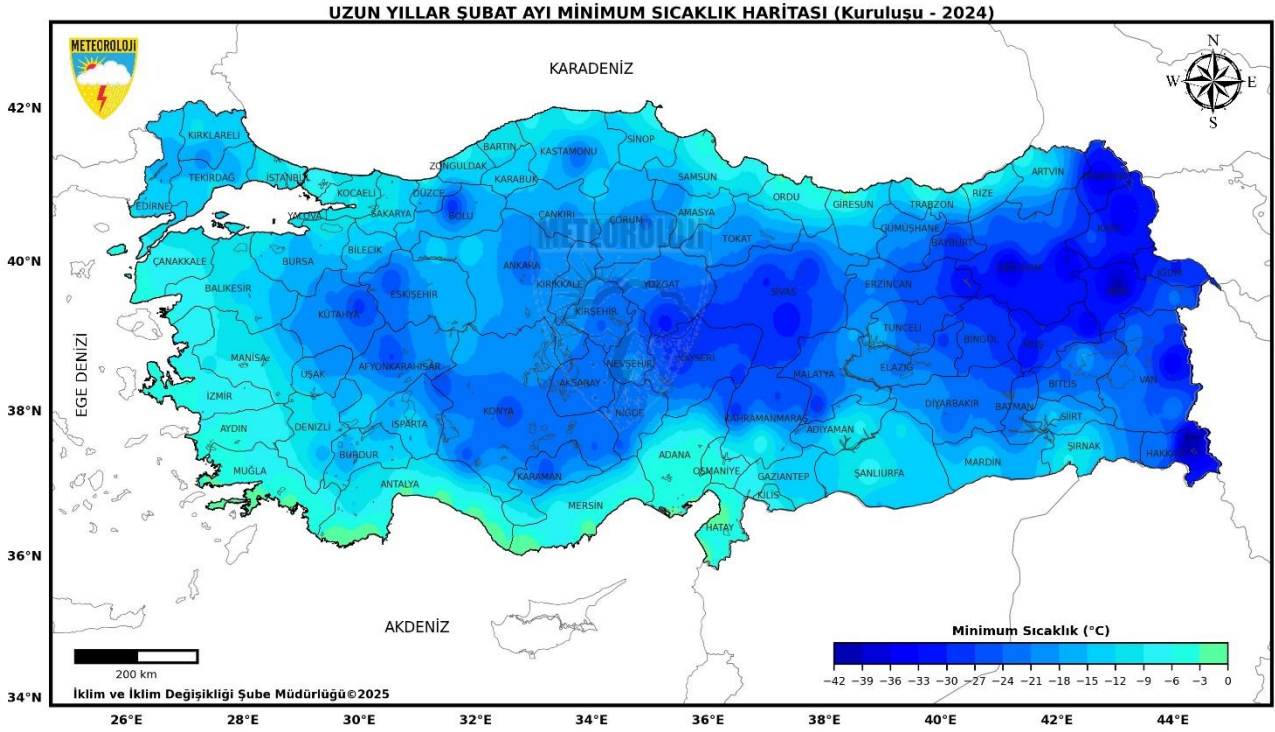 UZUN YILLAR ŞUBAT AYI MİNİMUM SICAKLIK HARİTASI (Kuruluşu - 2024)
METEOROLOJİ
KARADENİZ
N
W E
S
42°N
40°N
38°N
36°N
34°N
EGE DENİZİ
KIRKLARELİ
TEKİRDAĞ
İSTANBUL
EDİRNE
KOCAELİ
YALOVA
SAKARYA
DÜZCE
BOLU
ZONGULDAK
BARTIN
KARABÜK
KASTAMONU
SİNOP
SAMSUN
ÇANKIRI
ÇORUM
AMASYA
ORDU
GİRESUN
TRABZON
RİZE
ARTVİN
KARS
GÜMÜŞHANE
BAYBURT
TOKAT
METEOROLOJİ
ÇANAKKALE
BURSA
BİLECİK
BALIKESİR
ESKİŞEHİR
ANKARA
KIRIKKALE
YOZGAT
SİVAS
ERZİNCAN
ERZURUM
IĞDIR
KÜTAHYA
KIRŞEHİR
TUNCELİ
BİNGÖL
MUŞ
MANİSA
UŞAK
AFYONKARAHİSAR
NEVŞEHİR
KAYSERİ
MALATYA
ELAZIĞ
BİTLİS
VAN
İZMİR
AKSARAY
KONYA
NİĞDE
KAHRAMANMARAŞ
DİYARBAKIR
BATMAN
SİİRT
AYDIN
DENİZLİ
ISPARTA
ADIYAMAN
ŞIRNAK
HAKKARİ
MUĞLA
BURDUR
ANTALYA
KARAMAN
MERSİN
ADANA
OSMANİYE
GAZİANTEP
KİLİS
ŞANLIURFA
MARDİN
HATAY
AKDENİZ
200 km
İklim ve İklim Değişikliği Şube Müdürlüğü©2025
Minimum Sıcaklık (°C)
−42 −39 −36 −33 −30 −27 −24 −21 −18 −15 −12 −9 −6 −3 0
26°E 28°E 30°E 32°E 34°E 36°E 38°E 40°E 42°E 44°E